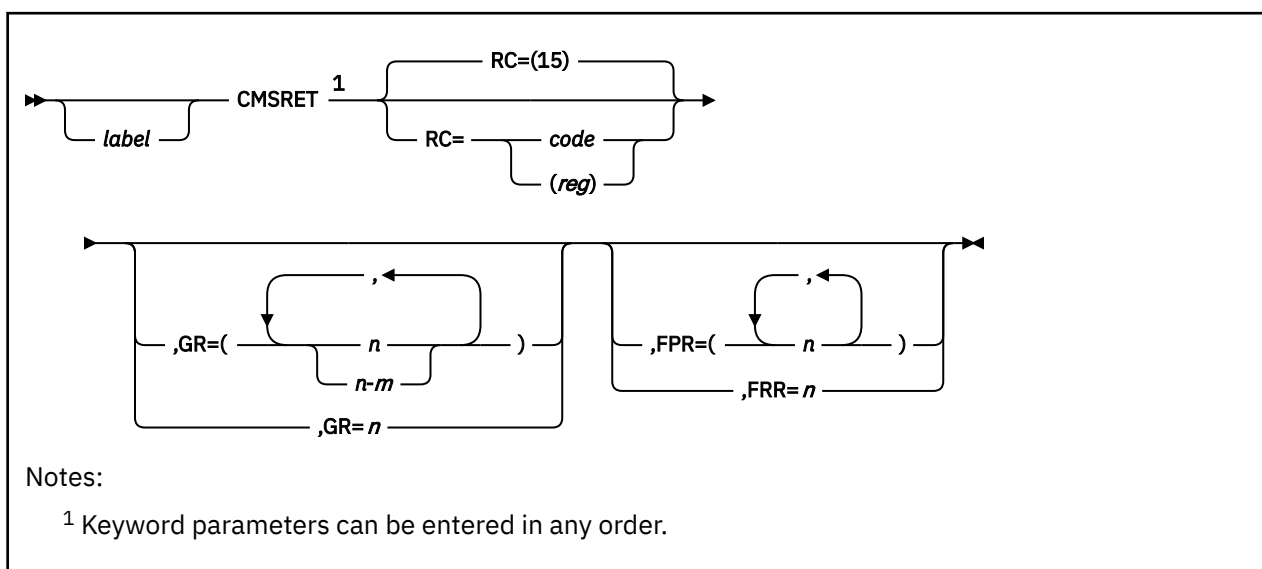 RC=(15)
label CMSRET 1 RC= code
(reg)
, ,
,GR=( n ) ,FPR=( n )
n-m ,FRR= n
,GR= n
Notes:
1 Keyword parameters can be entered in any order.